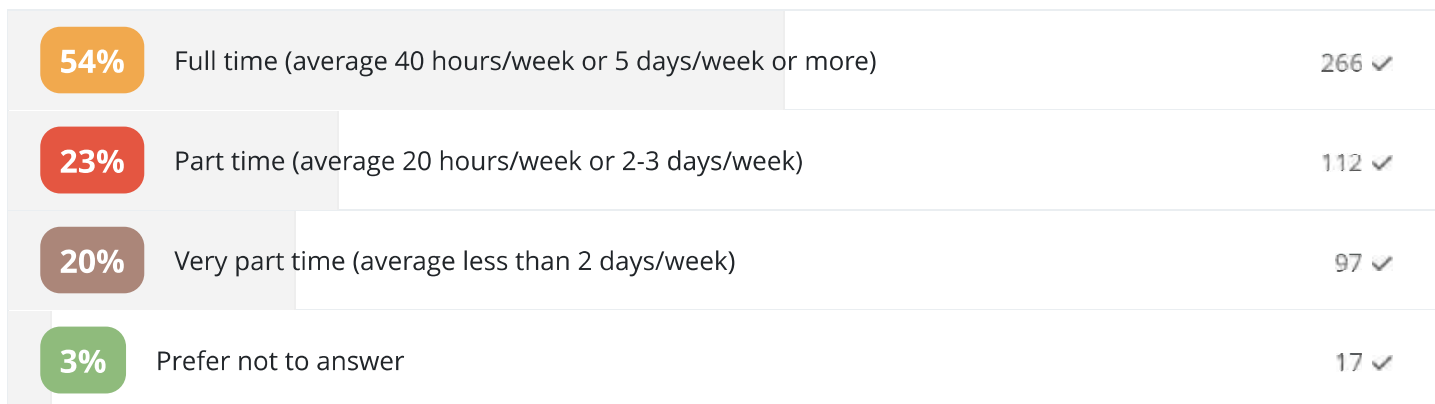 54% Full time (average 40 hours/week or 5 days/week or more) 266
23% Part time (average 20 hours/week or 2-3 days/week) 112
20% Very part time (average less than 2 days/week) 97
3% Prefer not to answer 17